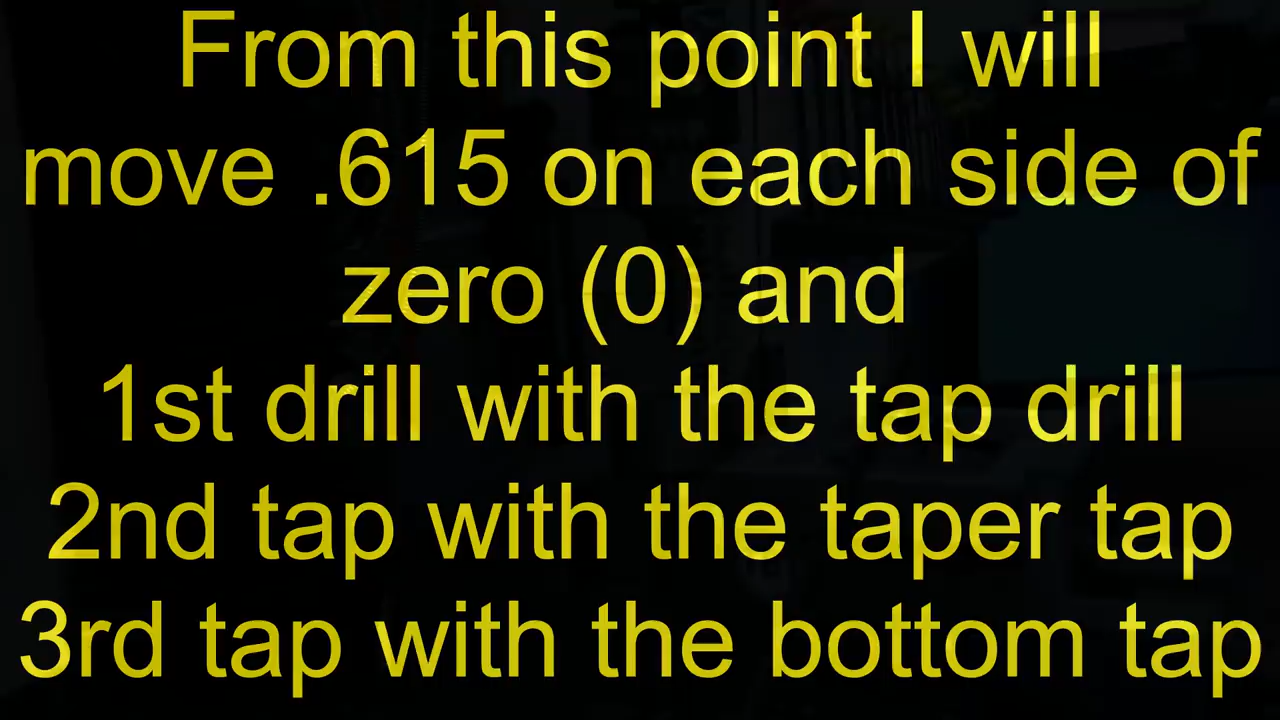 From this point I will
move .615 on each side of
zero (0) and
1st drill with the tap drill
2nd tap with the taper tap
3rd tap with the bottom tap